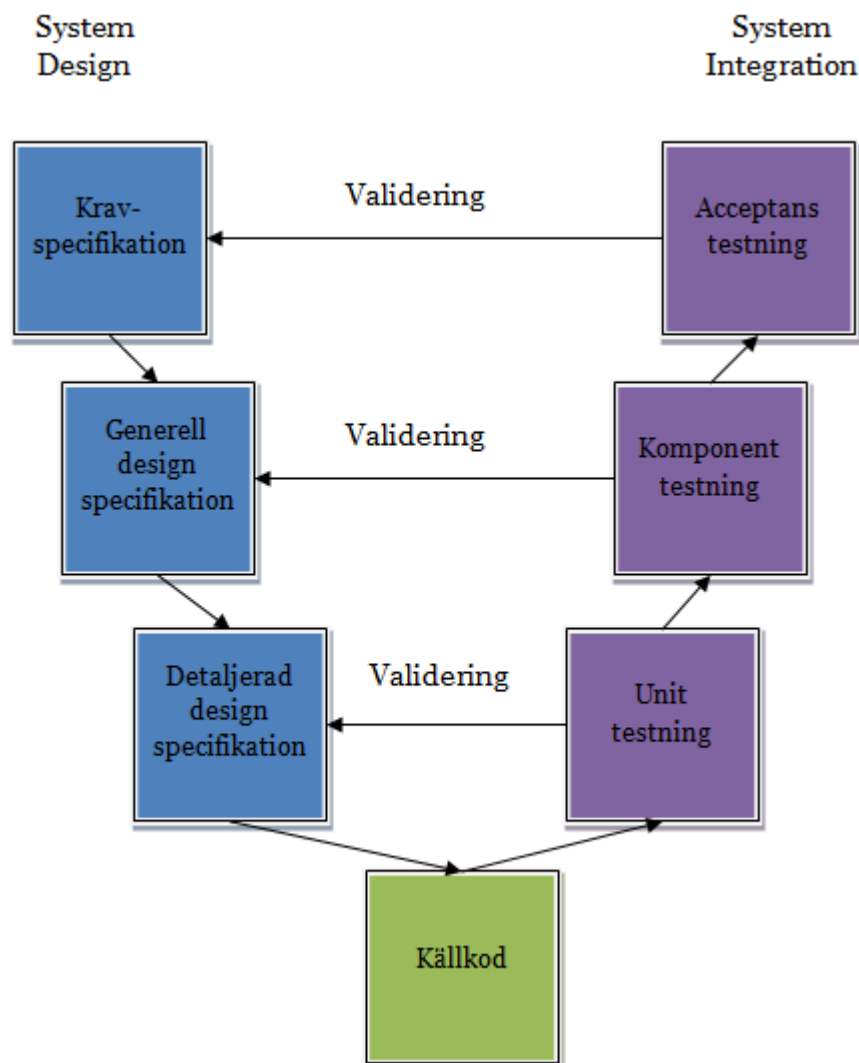 System
Design
System
Integration
Krav-
specifikation
Validering
Acceptans
testning
Generell
design
specifikation
Validering
Komponent
testning
Detaljerad
design
specifikation
Validering
Unit
testning
Källkod